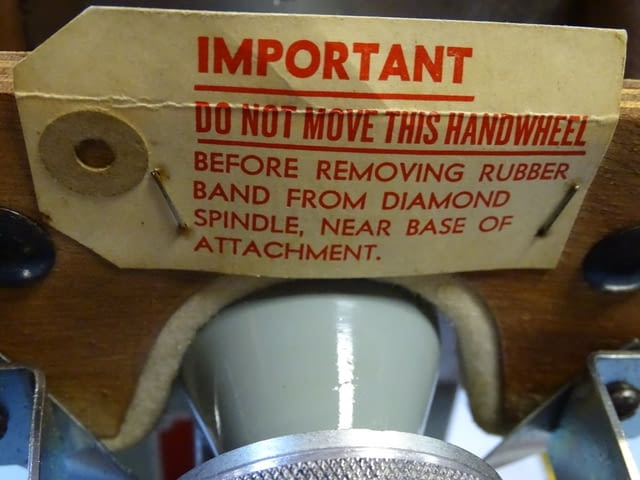 IMPORTANT
DO NOT MOVE THIS HANDWHEEL
BEFORE REMOVING RUBBER
BAND FROM DIAMOND
SPINDLE, NEAR BASE OF
ATTACHMENT.